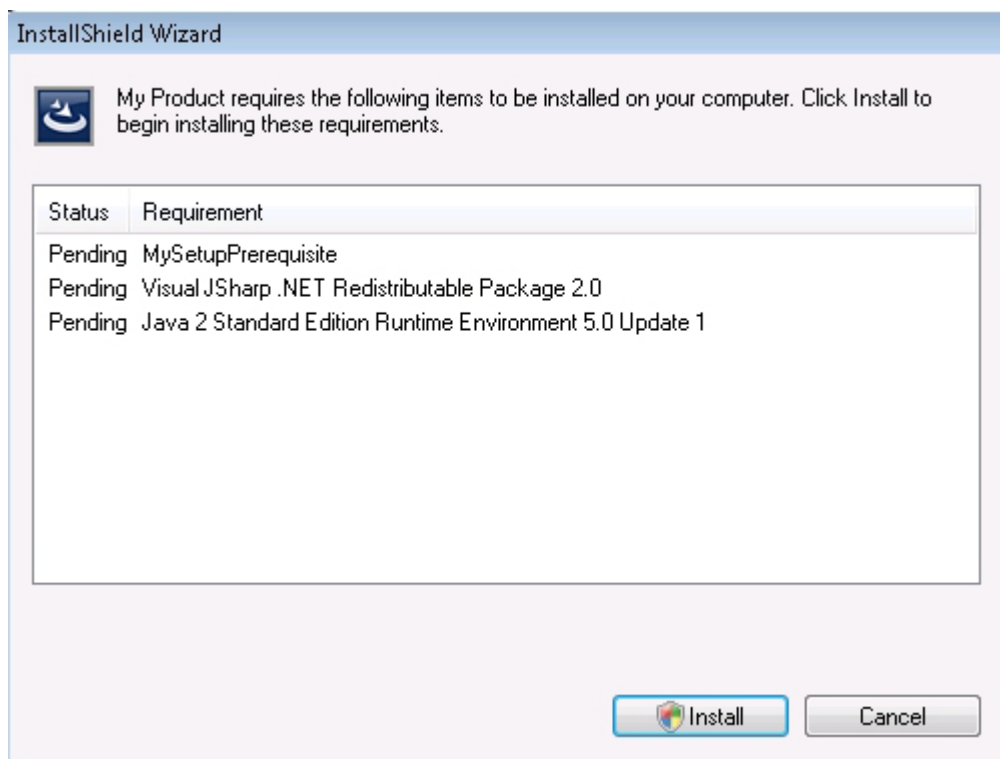 InstallShield Wizard
My Product requires the following items to be installed on your computer. Click Install to
begin installing these requirements.
Status Requirement
Pending MySetupPrerequisite
Pending Visual JSharp .NET Redistributable Package 2.0
Pending Java 2 Standard Edition Runtime Environment 5.0 Update 1
Install Cancel